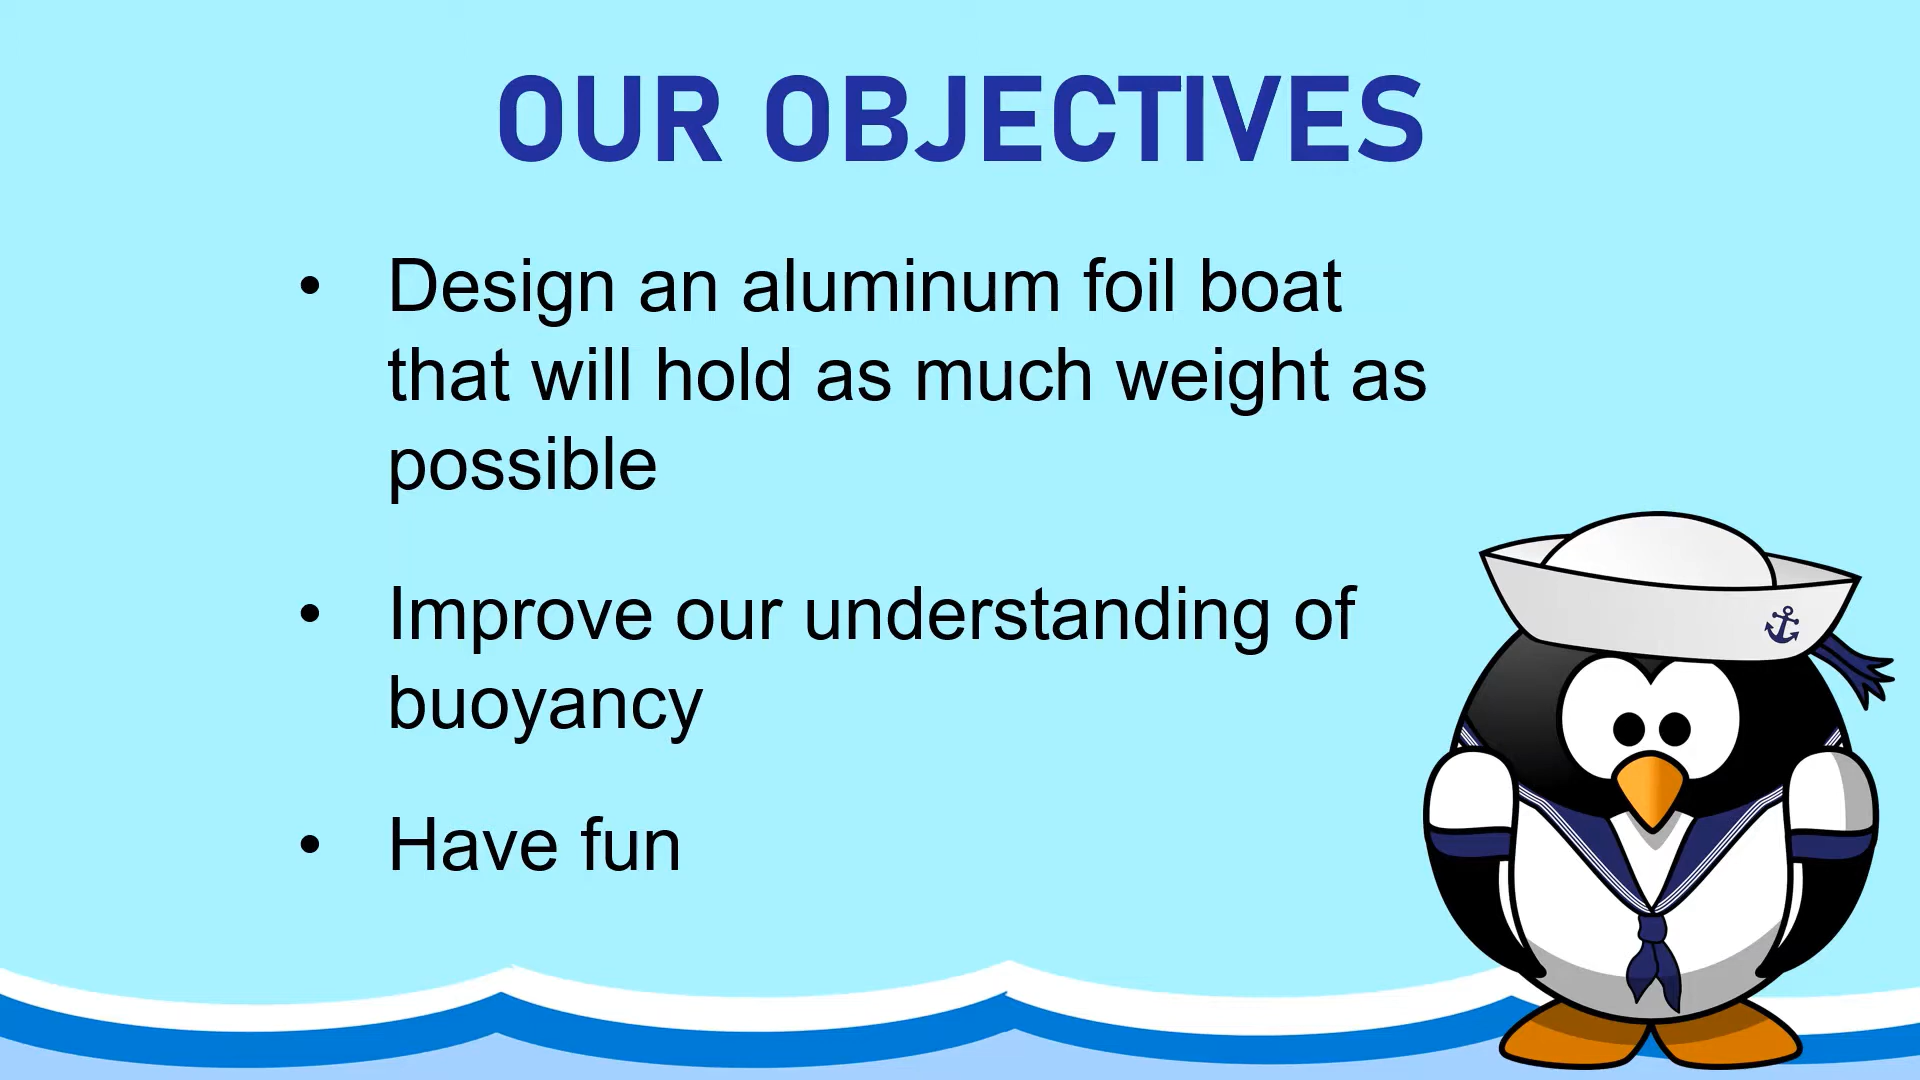 OUR OBJECTIVES
• Design an aluminum foil boat
that will hold as much weight as
possible
• Improve our understanding of
buoyancy
• Have fun